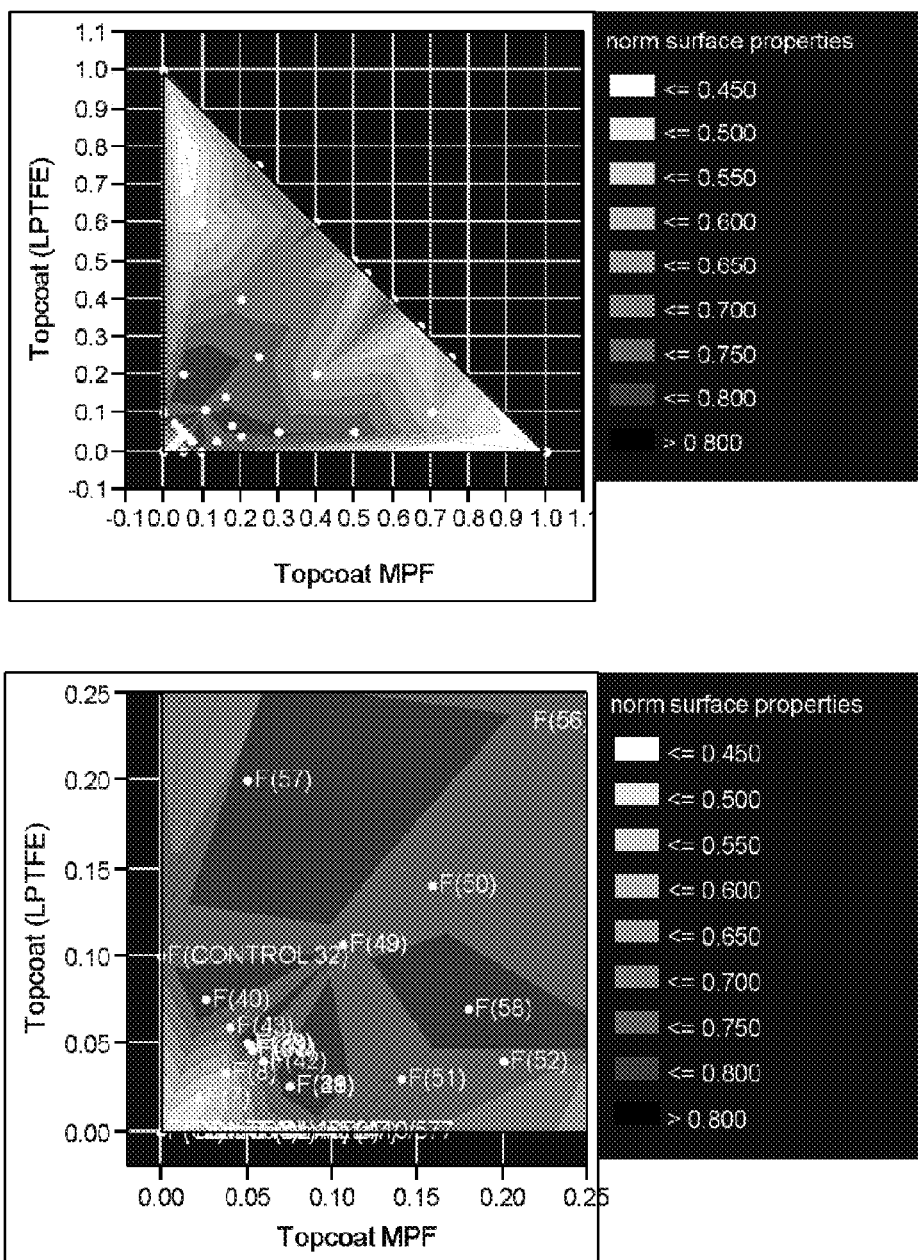 1.1
1.0
0.9
0.8
0.7
0.6
0.5
0.4
0.3
0.2
0.1
0.0
-0.1
Topcoat (LPTFE)
-0.1 0.0 0.1 0.2 0.3 0.4 0.5 0.6 0.7 0.8 0.9 1.0 1.1
Topcoat MPF
norm surface properties
<= 0.450
<= 0.500
<= 0.550
<= 0.600
<= 0.650
<= 0.700
<= 0.750
<= 0.800
> 0.800
0.25
0.20
0.15
0.10
0.05
0.00
Topcoat (LPTFE)
F(56)
F(57)
F(50)
F(49)
F(CONTROL 32)
F(40)
F(58)
F(43)
F(42)
F(52)
F(51)
0.00 0.05 0.10 0.15 0.20 0.25
Topcoat MPF
norm surface properties
<= 0.450
<= 0.500
<= 0.550
<= 0.600
<= 0.650
<= 0.700
<= 0.750
<= 0.800
> 0.800